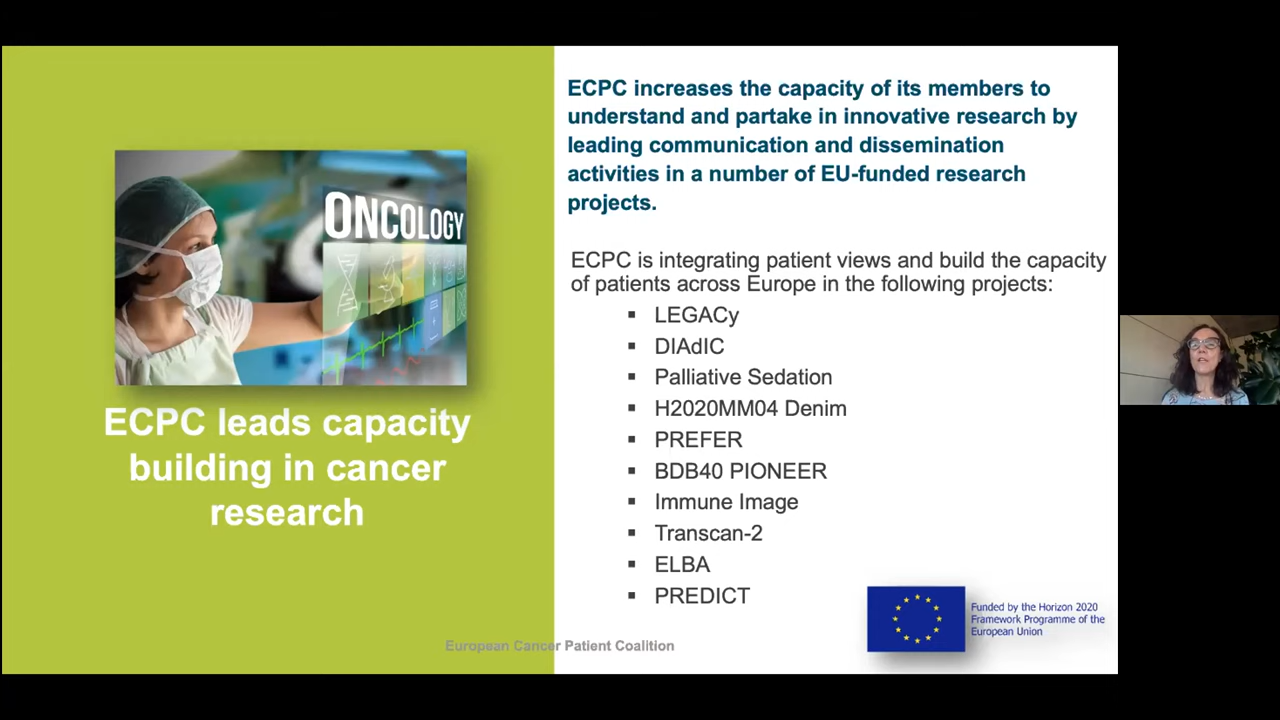 ECPC increases the capacity of its members to
understand and partake in innovative research by
leading communication and dissemination
activities in a number of EU-funded research
projects.
ONCOLOGY
ECPC leads capacity
building in cancer
research
ECPC is integrating patient views and build the capacity
of patients across Europe in the following projects:
▪ LEGACy
▪ DIAdIC
▪ Palliative Sedation
▪ H2020MM04 Denim
▪ PREFER
▪ BDB40 PIONEER
▪ Immune Image
▪ Transcan-2
▪ ELBA
▪ PREDICT
Funded by the Horizon 2020
Framework Programme of the
European Union
European Cancer Patient Coalition